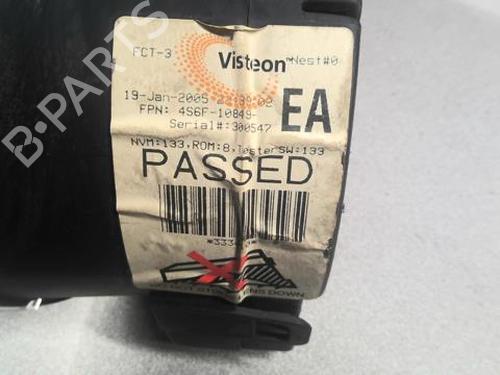 FCT-3 Visteon Nest#0
19-Jan-2005
FPN: 4S6F-10849- EA
Serial#:300547
NVM:133,ROM:8,TesterSW:133
PASSED
DOWN
B-PARTS